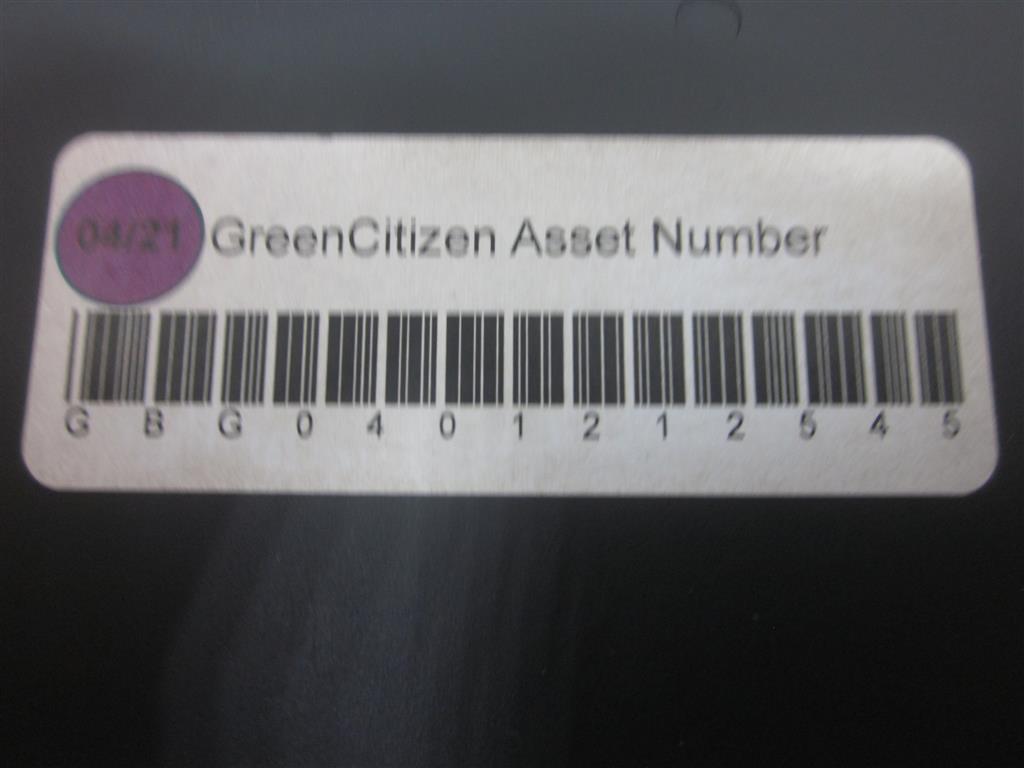 04/21 GreenCitizen Asset Number
G B G 0 4 0 1 2 1 2 5 4 5